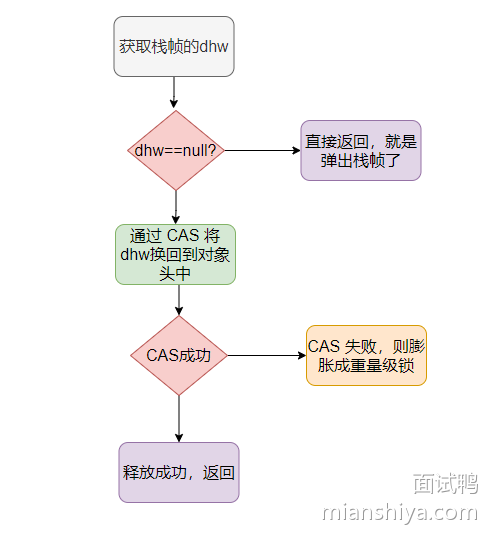 获取栈帧的dhw
dhw==null?
直接返回，就是
弹出栈帧了
通过 CAS 将
dhw换回到对象
头中
CAS成功
CAS 失败，则膨
胀成重量级锁
释放成功，返回
面试鸭
mianshiya.com